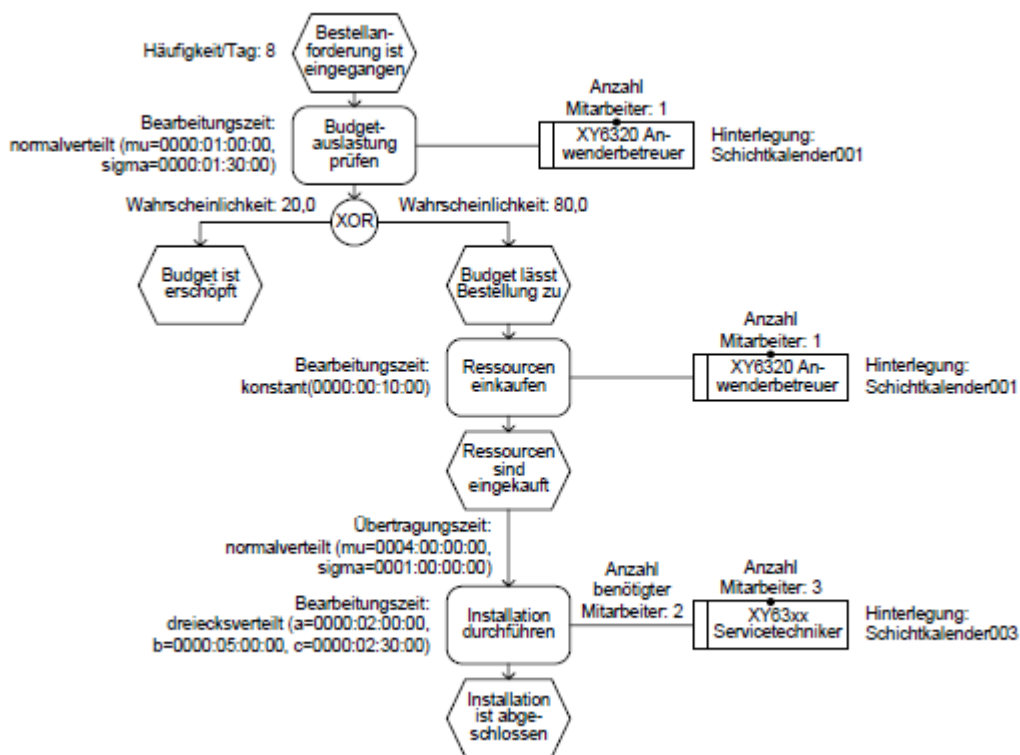 Häufigkeit/Tag: 8
Bestellan-
forderung ist
eingegangen
Bearbeitungszeit:
normalverteilt (mu=0000:01:00:00,
sigma=0000:01:30:00)
Budget-
auslastung
prüfen
Anzahl
Mitarbeiter: 1
XY6320 An-
wenderbetreuer
Hinterlegung:
Schichtkalender001
Wahrscheinlichkeit: 20,0
XOR
Wahrscheinlichkeit: 80,0
Budget ist
erschöpft
Budget lässt
Bestellung zu
Bearbeitungszeit:
konstant(0000:00:10:00)
Ressourcen
einkaufen
Anzahl
Mitarbeiter: 1
XY6320 An-
wenderbetreuer
Hinterlegung:
Schichtkalender001
Ressourcen
sind
eingekauft
Übertragungszeit:
normalverteilt (mu=0004:00:00:00,
sigma=0001:00:00:00)
Bearbeitungszeit:
dreiecksverteilt (a=0000:02:00:00,
b=0000:05:00:00, c=0000:02:30:00)
Installation
durchführen
Anzahl
benötigter
Mitarbeiter: 2
Anzahl
Mitarbeiter: 3
XY63xx
Servicetechniker
Hinterlegung:
Schichtkalender003
Installation
ist abge-
schlossen